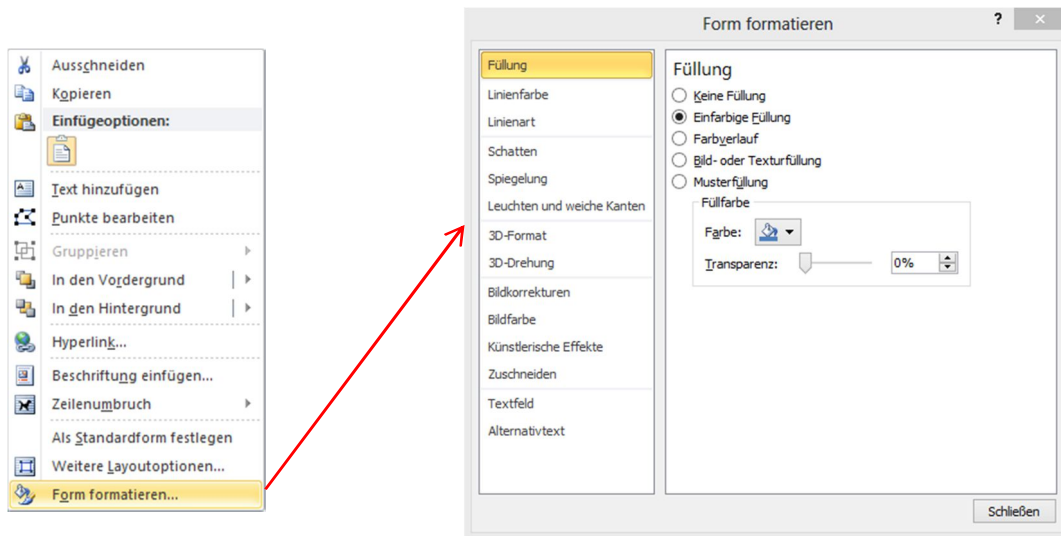 Ausschneiden
Kopieren
Einfügeoptionen:
Text hinzufügen
Punkte bearbeiten
Gruppieren
In den Vordergrund
In den Hintergrund
Hyperlink...
Beschriftung einfügen...
Zeilenumbruch
Als Standardform festlegen
Weitere Layoutoptionen...
Form formatieren...
Form formatieren
?
Füllung
Linienfarbe
Linienart
Schatten
Spiegelung
Leuchten und weiche Kanten
3D-Format
3D-Drehung
Bildkorrekturen
Bildfarbe
Künstlerische Effekte
Zuschneiden
Textfeld
Alternativtext
Füllung
Keine Füllung
Einfarbige Füllung
Farbverlauf
Bild- oder Texturfüllung
Musterfüllung
Füllfarbe
Farbe:
Transparenz: 0%
Schließen